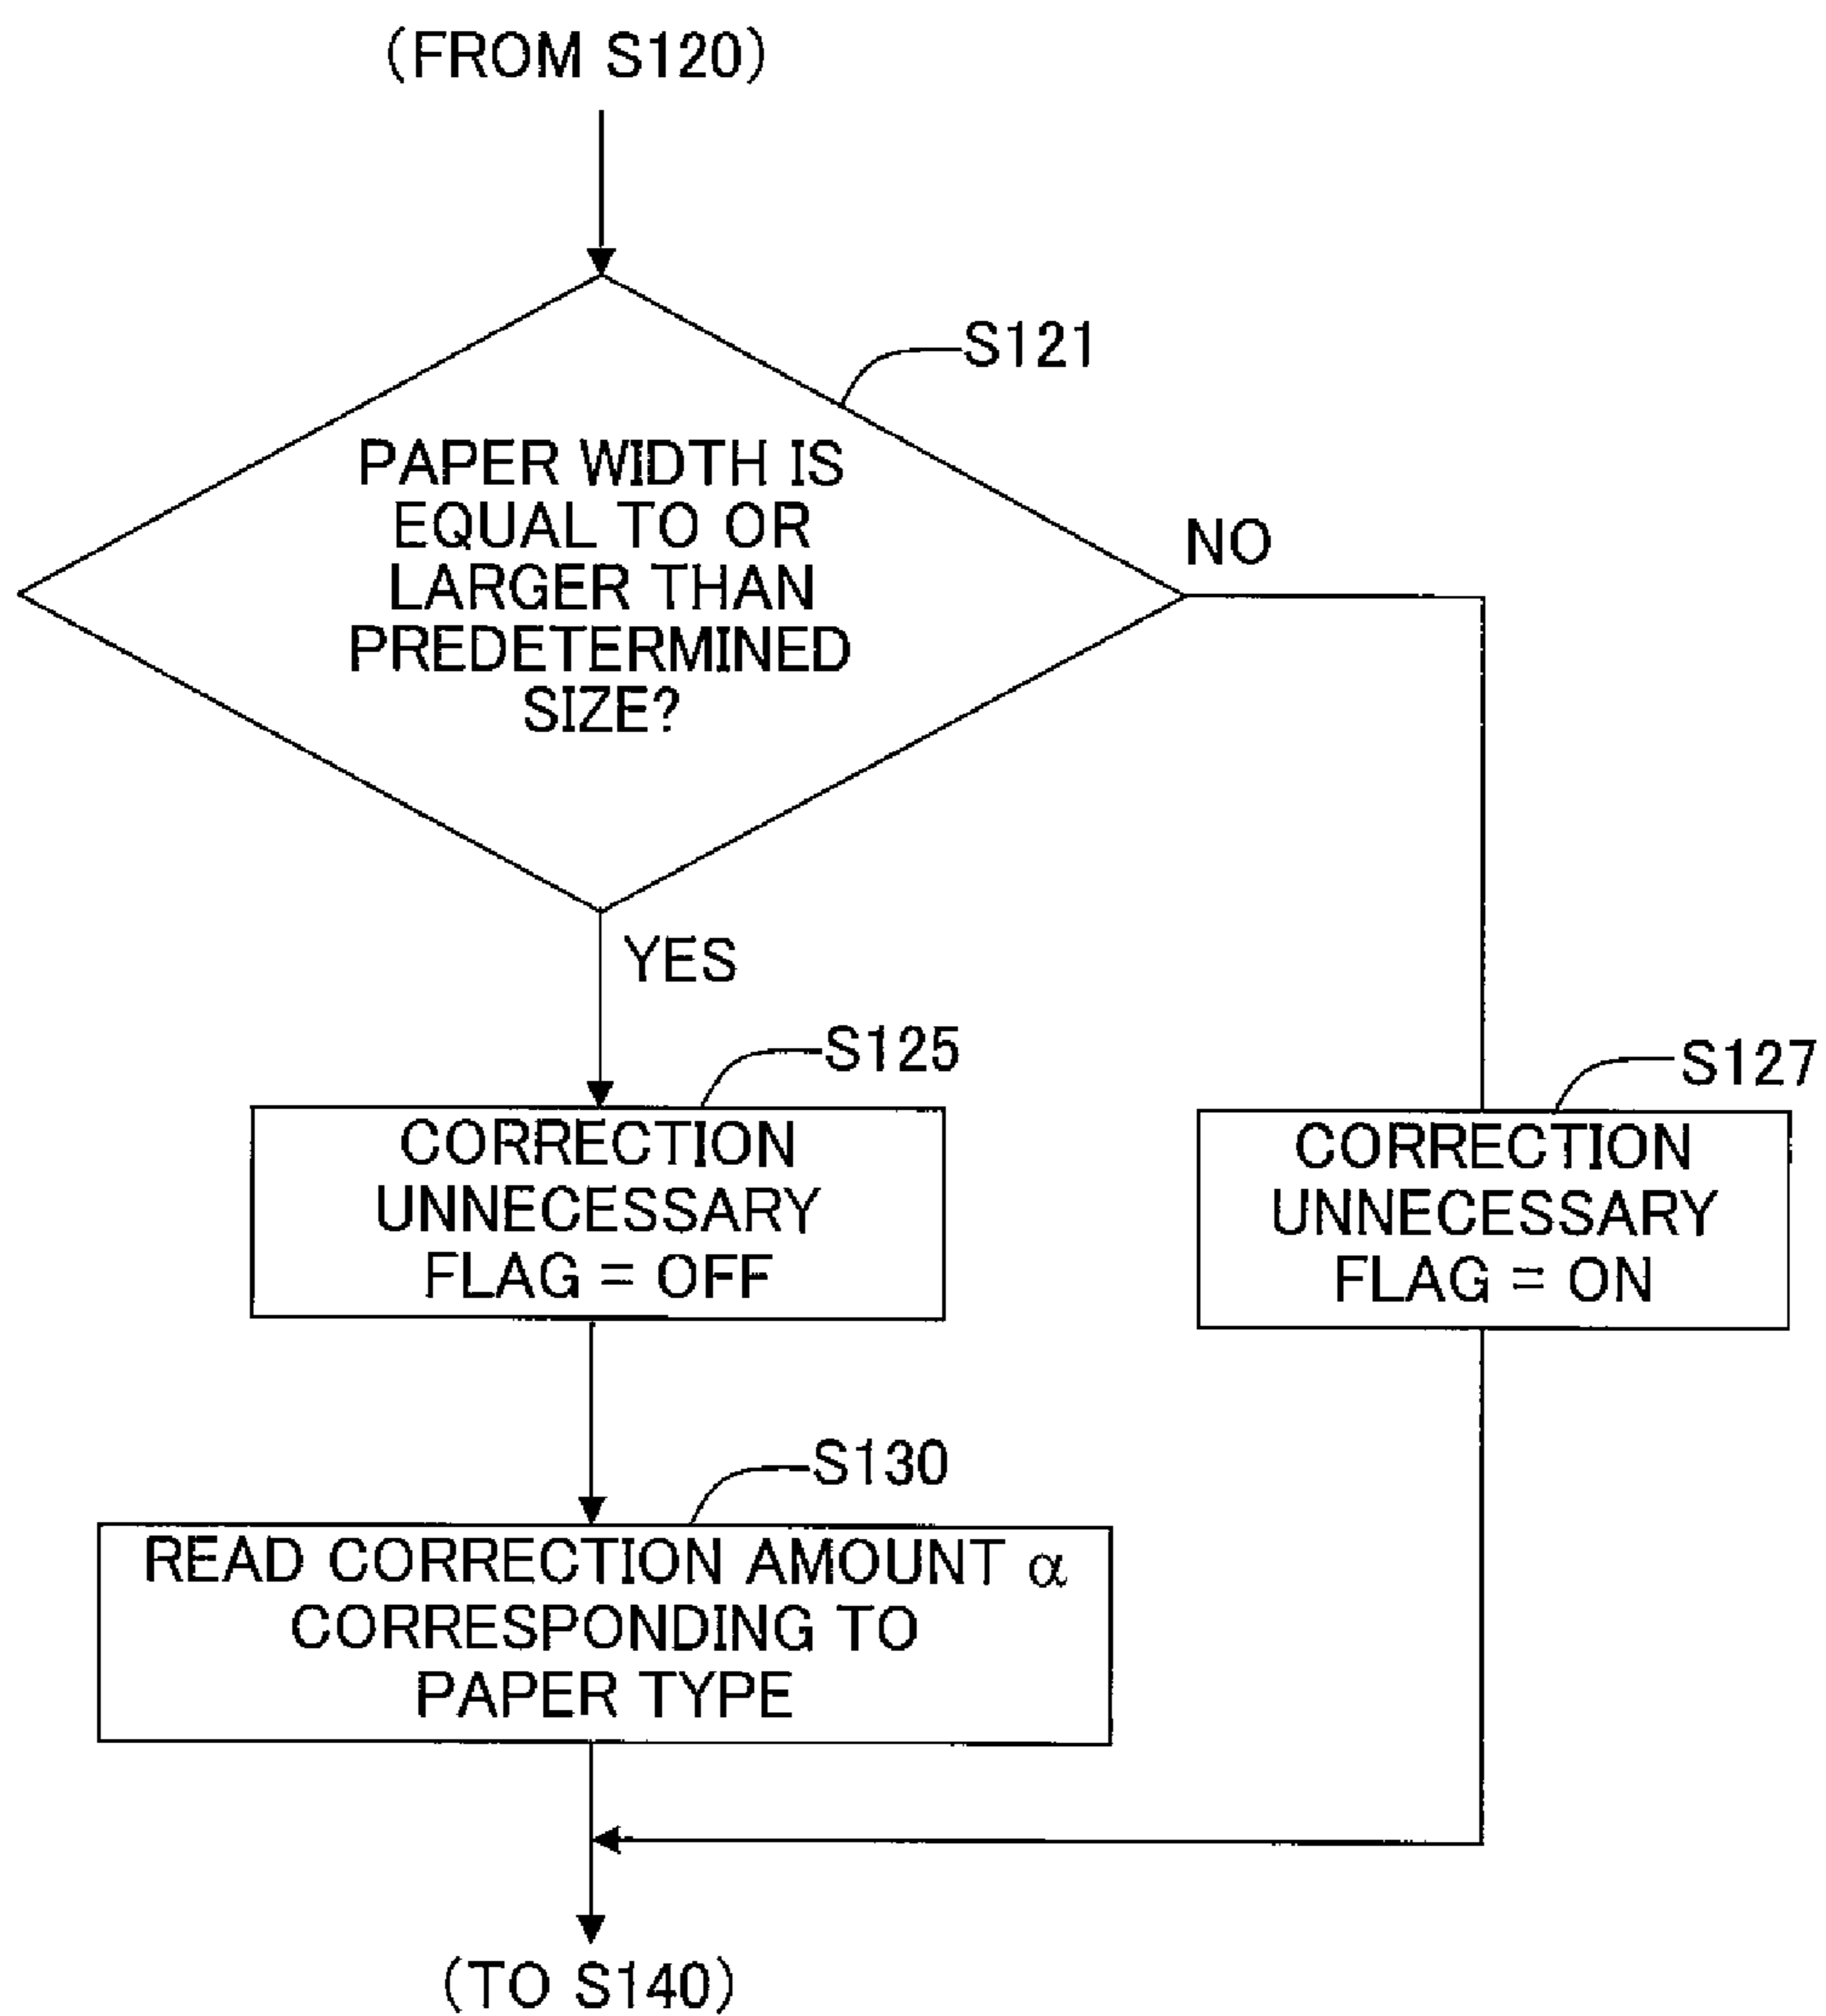 (FROM S120)
S121
PAPER WIDTH IS
EQUAL TO OR
LARGER THAN
PREDETERMINED
SIZE?
NO
YES
S125
CORRECTION
UNNECESSARY
FLAG = OFF
S127
CORRECTION
UNNECESSARY
FLAG = ON
S130
READ CORRECTION AMOUNT α
CORRESPONDING TO
PAPER TYPE
(TO S140)